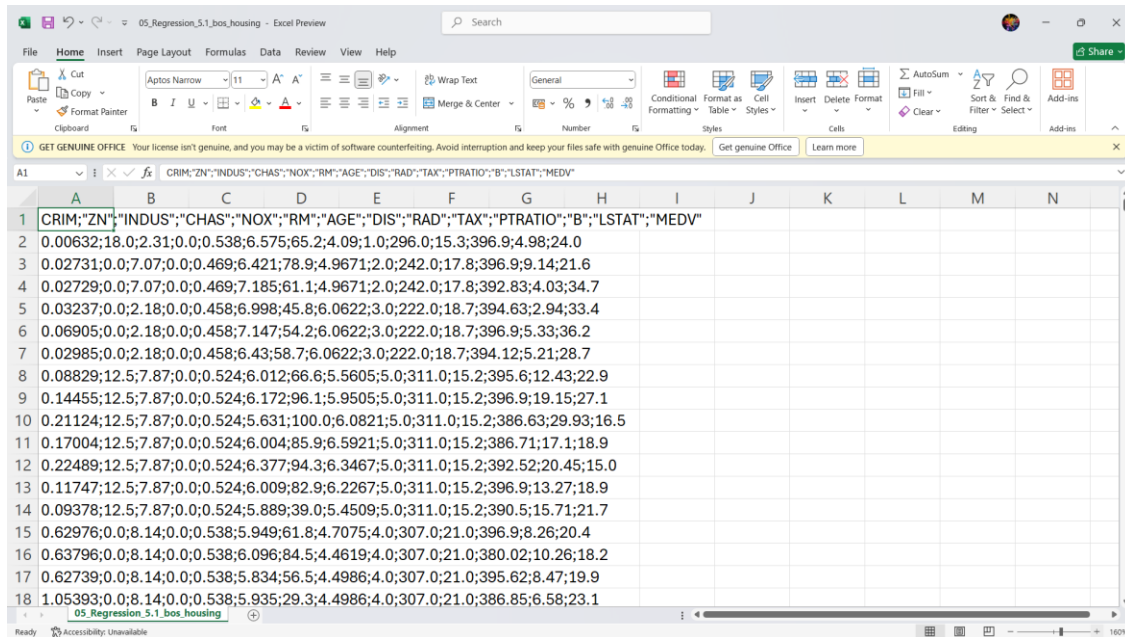 05_Regression_5.1_bos_housing - Excel Preview
Search
File Home Insert Page Layout Formulas Data Review View Help
Share
Paste
Cut
Copy
Format Painter
Clipboard
Aptos Narrow 11 A^ A˅
B I U A
Font
Wrap Text
Merge & Center
Alignment
General
% 9
Number
Conditional Formatting
Format as Table
Cell Styles
Styles
Insert Delete Format
Cells
AutoSum
Fill
Clear
Sort & Filter
Find & Select
Editing
Add-ins
Add-ins
GET GENUINE OFFICE Your license isn't genuine, and you may be a victim of software counterfeiting. Avoid interruption and keep your files safe with genuine Office today. Get genuine Office Learn more
A1 fx CRIM;"ZN";"INDUS";"CHAS";"NOX";"RM";"AGE";"DIS";"RAD";"TAX";"PTRATIO";"B";"LSTAT";"MEDV"
A B C D E F G H I J K L M N
1 CRIM;"ZN";"INDUS";"CHAS";"NOX";"RM";"AGE";"DIS";"RAD";"TAX";"PTRATIO";"B";"LSTAT";"MEDV"
2 0.00632;18.0;2.31;0.0;0.538;6.575;65.2;4.09;1.0;296.0;15.3;396.9;4.98;24.0
3 0.02731;0.0;7.07;0.0;0.469;6.421;78.9;4.9671;2.0;242.0;17.8;396.9;9.14;21.6
4 0.02729;0.0;7.07;0.0;0.469;7.185;61.1;4.9671;2.0;242.0;17.8;392.83;4.03;34.7
5 0.03237;0.0;2.18;0.0;0.458;6.998;45.8;6.0622;3.0;222.0;18.7;394.63;2.94;33.4
6 0.06905;0.0;2.18;0.0;0.458;7.147;54.2;6.0622;3.0;222.0;18.7;396.9;5.33;36.2
7 0.02985;0.0;2.18;0.0;0.458;6.43;58.7;6.0622;3.0;222.0;18.7;394.12;5.21;28.7
8 0.08829;12.5;7.87;0.0;0.524;6.012;66.6;5.5605;5.0;311.0;15.2;395.6;12.43;22.9
9 0.14455;12.5;7.87;0.0;0.524;6.172;96.1;5.9505;5.0;311.0;15.2;396.9;19.15;27.1
10 0.21124;12.5;7.87;0.0;0.524;5.631;100.0;6.0821;5.0;311.0;15.2;386.63;29.93;16.5
11 0.17004;12.5;7.87;0.0;0.524;6.004;85.9;6.5921;5.0;311.0;15.2;386.71;17.1;18.9
12 0.22489;12.5;7.87;0.0;0.524;6.377;94.3;6.3467;5.0;311.0;15.2;392.52;20.45;15.0
13 0.11747;12.5;7.87;0.0;0.524;6.009;82.9;6.2267;5.0;311.0;15.2;396.9;13.27;18.9
14 0.09378;12.5;7.87;0.0;0.524;5.889;39.0;5.4509;5.0;311.0;15.2;390.5;15.71;21.7
15 0.62976;0.0;8.14;0.0;0.538;5.949;61.8;4.7075;4.0;307.0;21.0;396.9;8.26;20.4
16 0.63796;0.0;8.14;0.0;0.538;6.096;84.5;4.4619;4.0;307.0;21.0;380.02;10.26;18.2
17 0.62739;0.0;8.14;0.0;0.538;5.834;56.5;4.4986;4.0;307.0;21.0;395.62;8.47;19.9
18 1.05393;0.0;8.14;0.0;0.538;5.935;29.3;4.4986;4.0;307.0;21.0;386.85;6.58;23.1
05_Regression_5.1_bos_housing
Ready Accessibility: Unavailable 160%